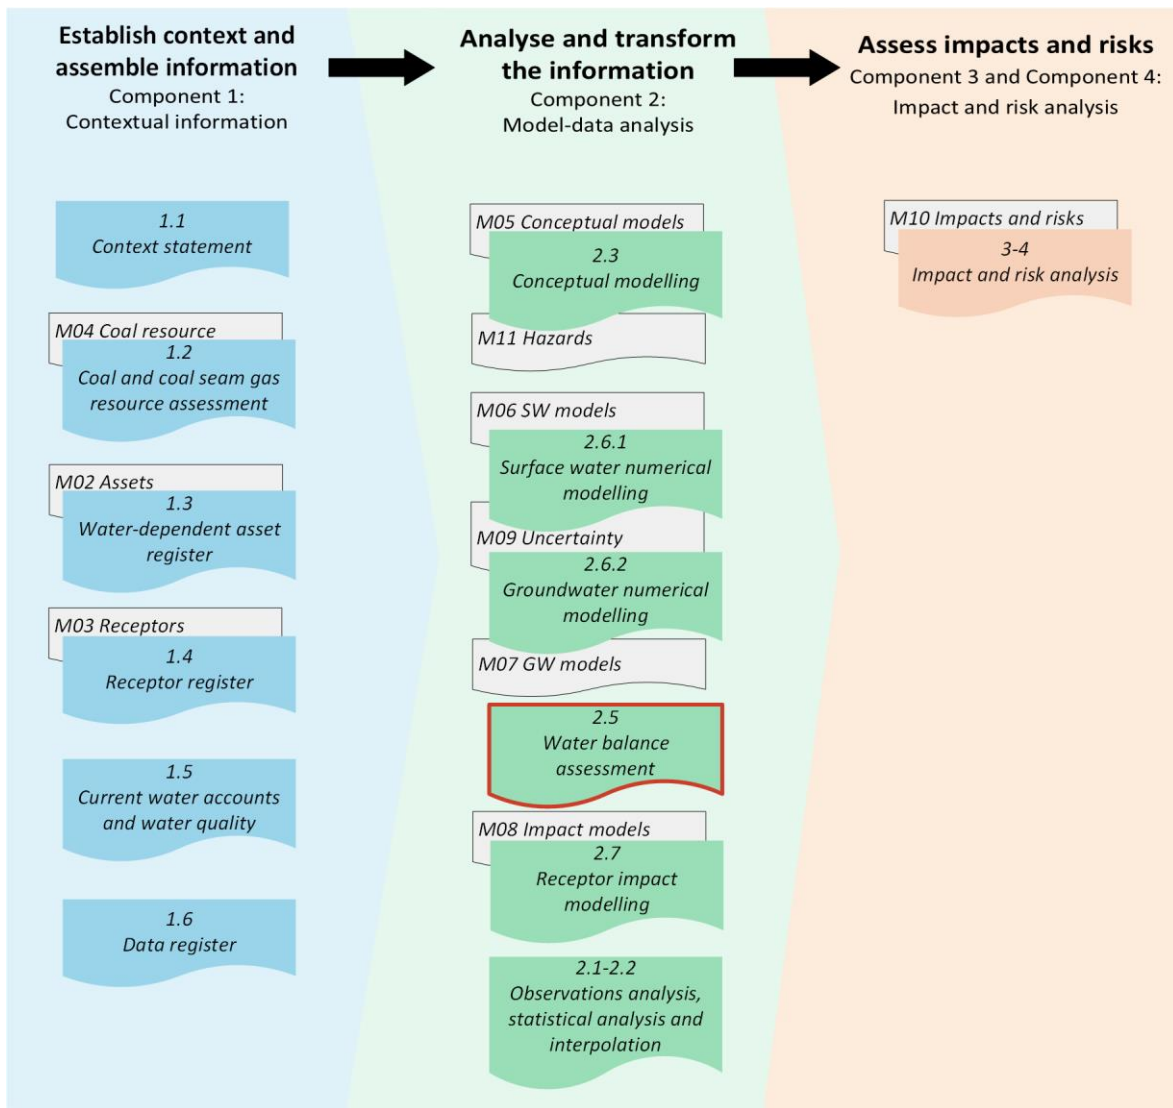 Establish context and
assemble information
Component 1:
Contextual information
Analyse and transform
the information
Component 2:
Model-data analysis
Assess impacts and risks
Component 3 and Component 4:
Impact and risk analysis
1.1
Context statement
M04 Coal resource
1.2
Coal and coal seam gas
resource assessment
M02 Assets
1.3
Water-dependent asset
register
M03 Receptors
1.4
Receptor register
1.5
Current water accounts
and water quality
1.6
Data register
M05 Conceptual models
2.3
Conceptual modelling
M11 Hazards
M06 SW models
2.6.1
Surface water numerical
modelling
M09 Uncertainty
2.6.2
Groundwater numerical
modelling
M07 GW models
2.5
Water balance
assessment
M08 Impact models
2.7
Receptor impact
modelling
2.1-2.2
Observations analysis,
statistical analysis and
interpolation
M10 Impacts and risks
3-4
Impact and risk analysis